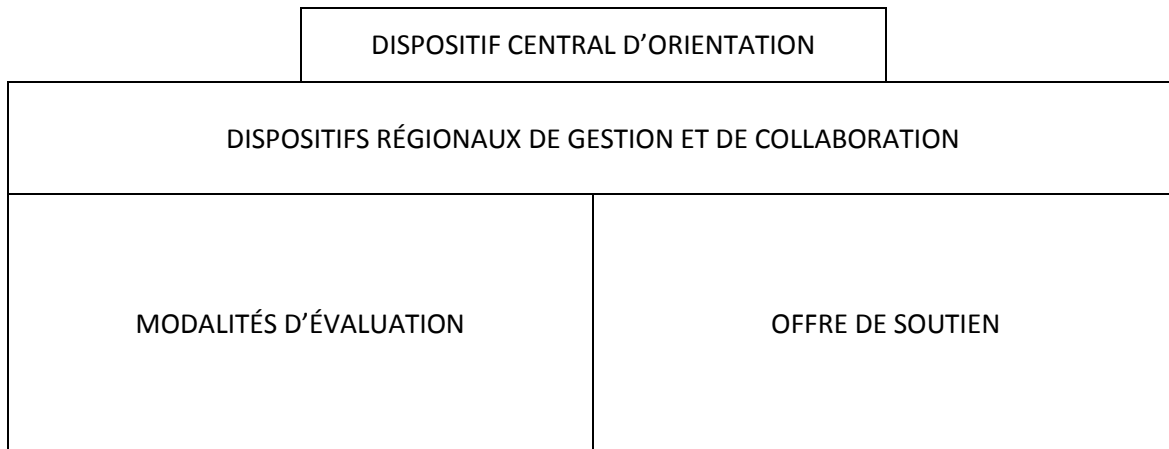 DISPOSITIF CENTRAL D’ORIENTATION
DISPOSITIFS RÉGIONAUX DE GESTION ET DE COLLABORATION
MODALITÉS D’ÉVALUATION
OFFRE DE SOUTIEN